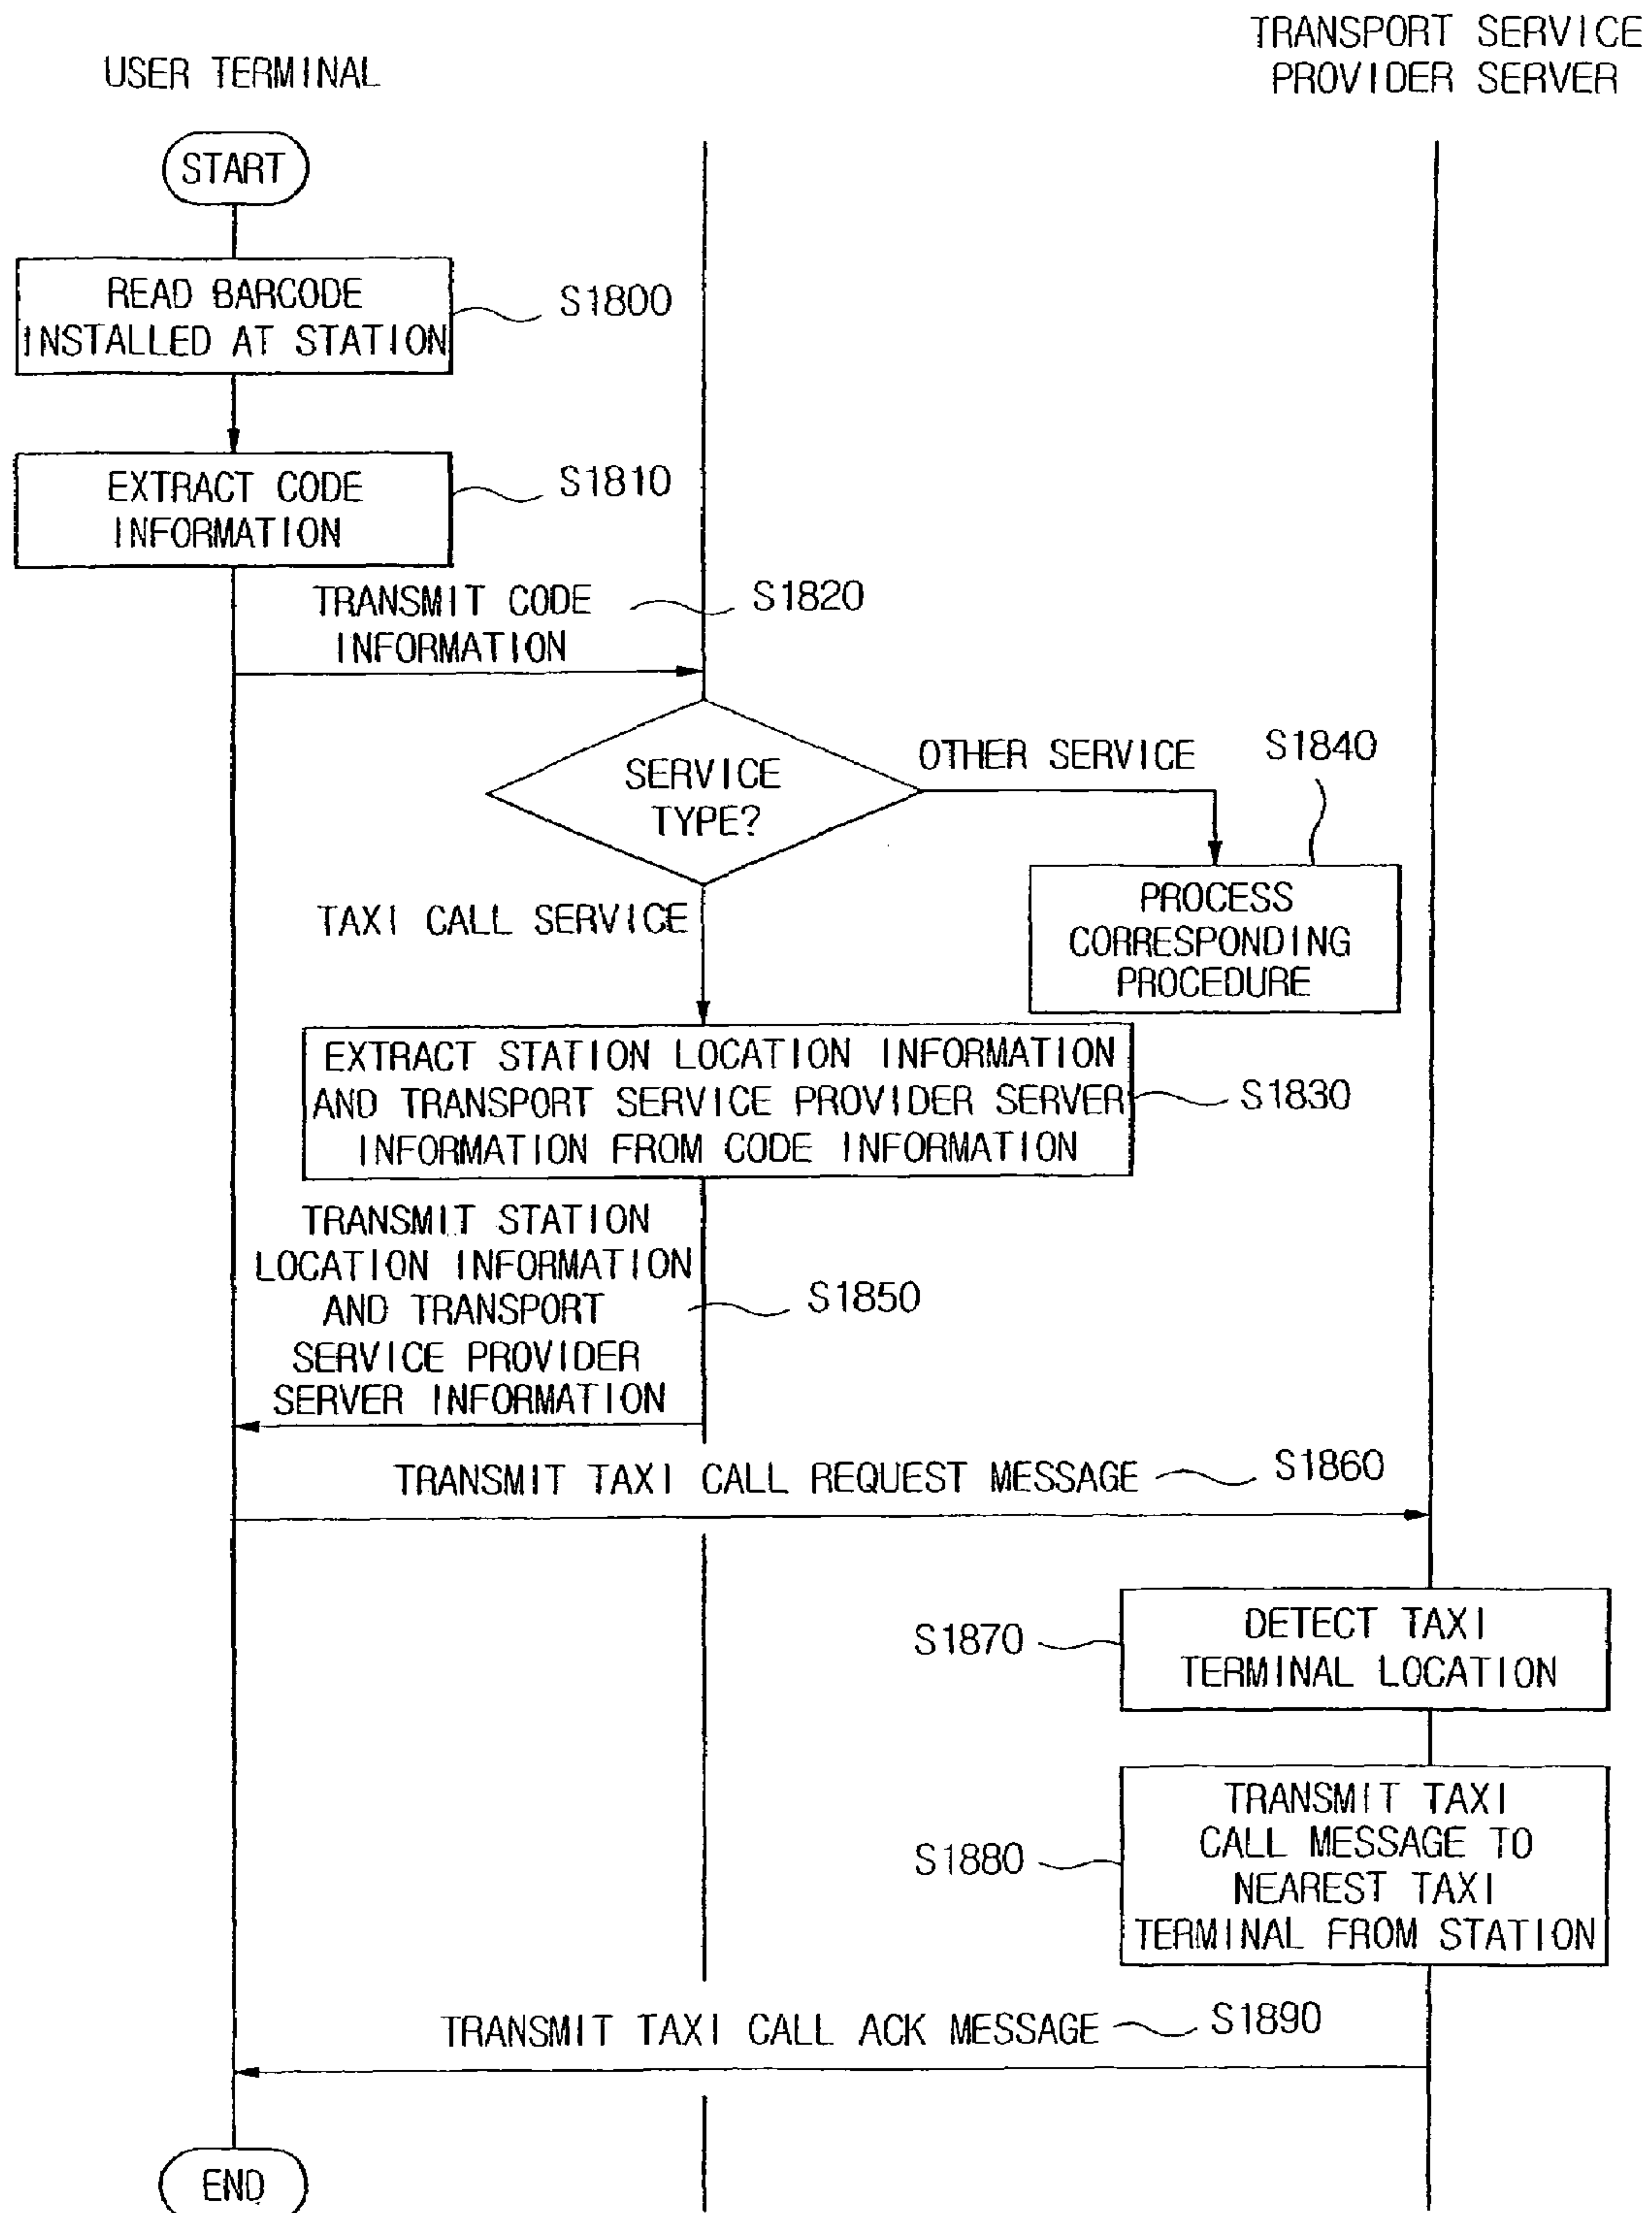 TRANSPORT SERVICE
PROVIDER SERVER
USER TERMINAL
START
READ BARCODE
INSTALLED AT STATION
S1800
EXTRACT CODE
INFORMATION
S1810
TRANSMIT CODE
INFORMATION
S1820
SERVICE
TYPE?
OTHER SERVICE
S1840
PROCESS
CORRESPONDING
PROCEDURE
TAXI CALL SERVICE
EXTRACT STATION LOCATION INFORMATION
AND TRANSPORT SERVICE PROVIDER SERVER
INFORMATION FROM CODE INFORMATION
S1830
TRANSMIT STATION
LOCATION INFORMATION
AND TRANSPORT
SERVICE PROVIDER
SERVER INFORMATION
S1850
TRANSMIT TAXI CALL REQUEST MESSAGE
S1860
S1870
DETECT TAXI
TERMINAL LOCATION
S1880
TRANSMIT TAXI
CALL MESSAGE TO
NEAREST TAXI
TERMINAL FROM STATION
TRANSMIT TAXI CALL ACK MESSAGE
S1890
END